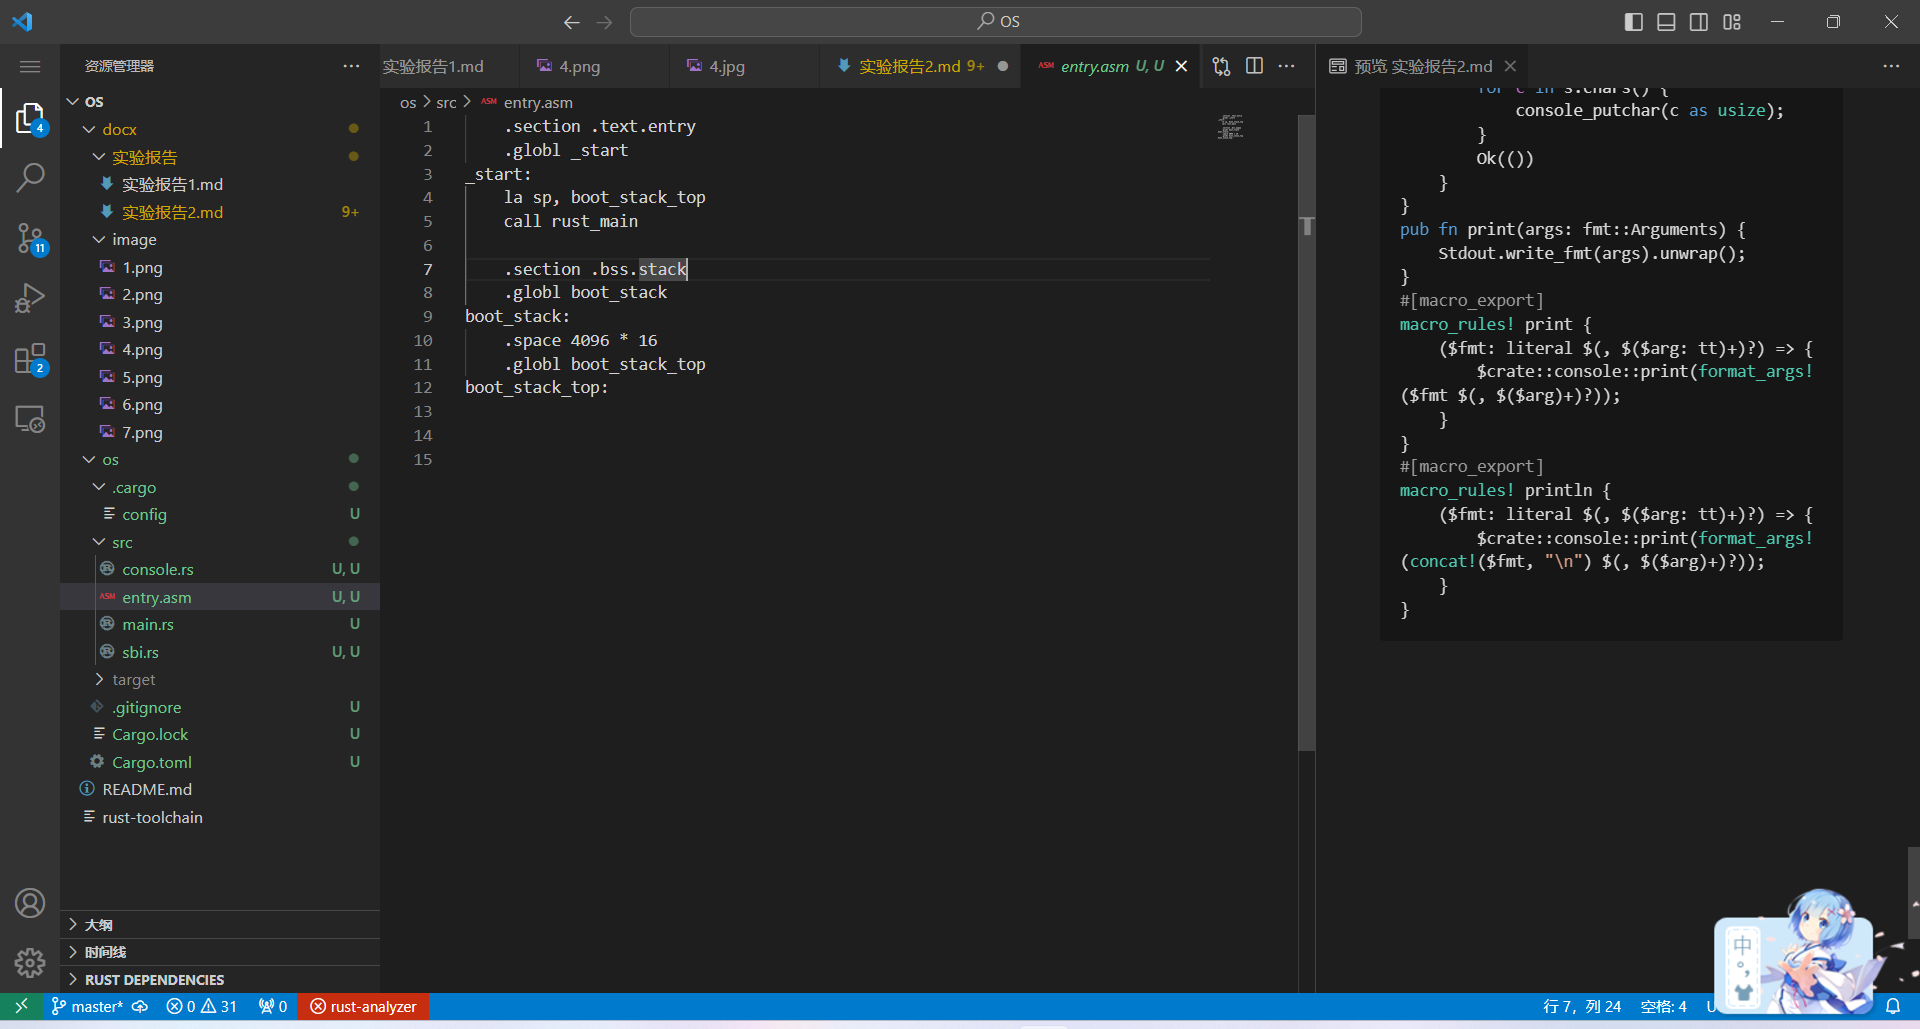 OS
资源管理器
OS
docx
实验报告
实验报告1.md
实验报告2.md 9+
image
1.png
2.png
3.png
4.png
5.png
6.png
7.png
os
.cargo
config U
src
console.rs U, U
ASM entry.asm U, U
main.rs U
sbi.rs U, U
target
.gitignore U
Cargo.lock U
Cargo.toml U
README.md
rust-toolchain
大纲
时间线
RUST DEPENDENCIES
4
11
2
实验报告1.md
4.png
4.jpg
实验报告2.md 9+
ASM entry.asm U, U
os > src > ASM entry.asm
1 .section .text.entry
2 .globl _start
3 _start:
4 la sp, boot_stack_top
5 call rust_main
6
7 .section .bss.stack
8 .globl boot_stack
9 boot_stack:
10 .space 4096 * 16
11 .globl boot_stack_top
12 boot_stack_top:
13
14
15
预览 实验报告2.md
for c in s.chars() {
console_putchar(c as usize);
}
Ok(())
}
}
pub fn print(args: fmt::Arguments) {
Stdout.write_fmt(args).unwrap();
}
#[macro_export]
macro_rules! print {
($fmt: literal $(, $($arg: tt)+)?) => {
$crate::console::print(format_args!
($fmt $(, $($arg)+)?));
}
}
#[macro_export]
macro_rules! println {
($fmt: literal $(, $($arg: tt)+)?) => {
$crate::console::print(format_args!
(concat!($fmt, "\n") $(, $($arg)+)?));
}
}
中
°,
master*
0 31
0
rust-analyzer
行 7，列 24
空格: 4
U